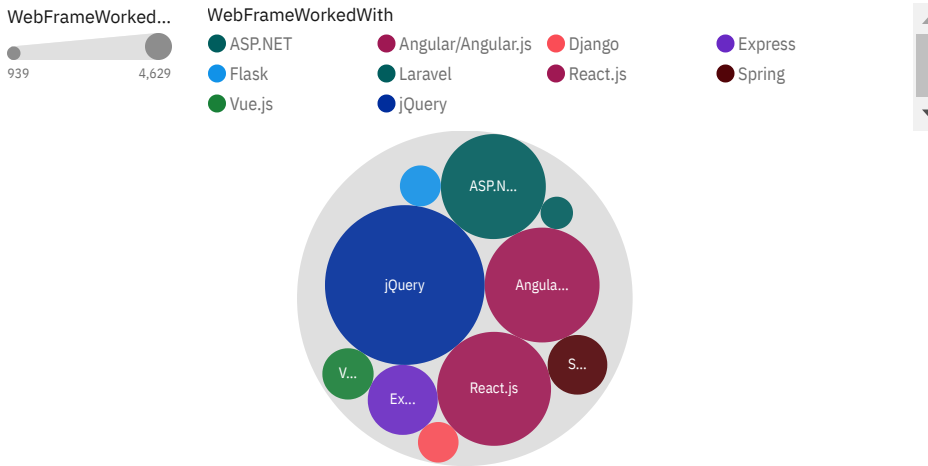 WebFrameWorked...
939 4,629
WebFrameWorkedWith
ASP.NET Angular/Angular.js Django Express
Flask Laravel React.js Spring
Vue.js jQuery
ASP.N...
jQuery
Angula...
S...
V...
Ex...
React.js